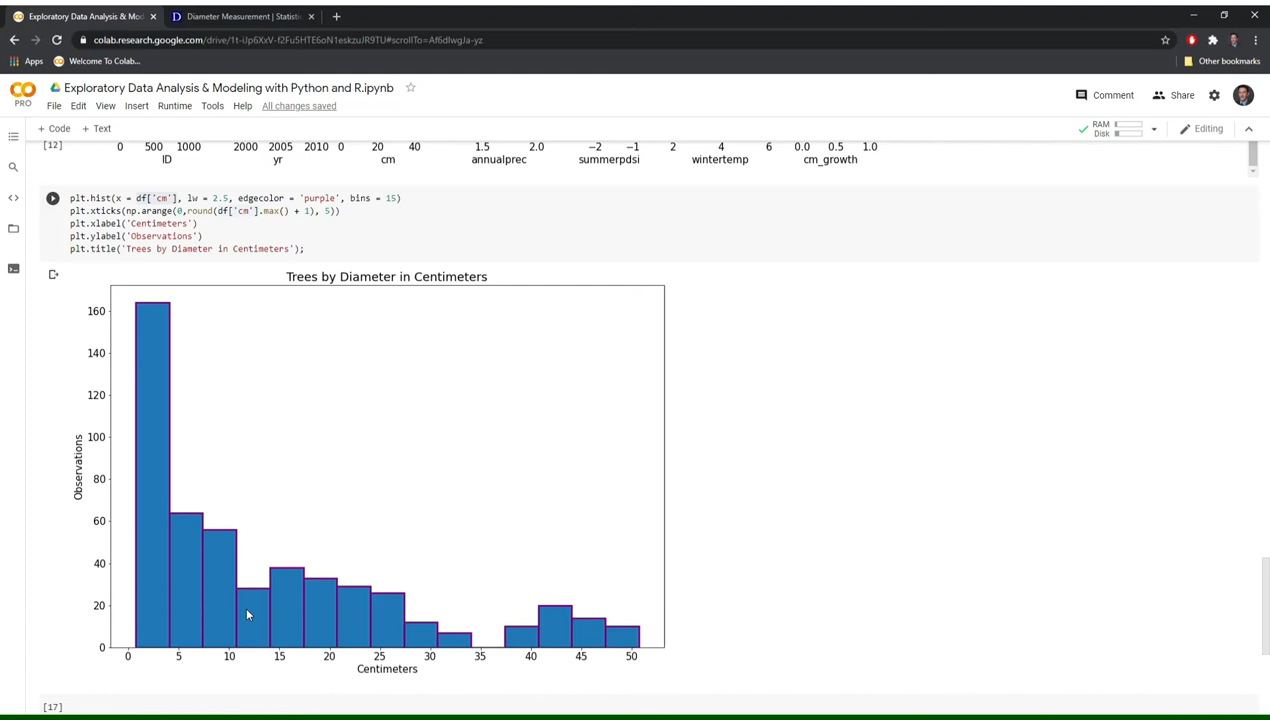 Exploratory Data Analysis & Mod
Diameter Measurement | Statisti
colab.research.google.com/drive/1t-iJp6XxV-f2Fu5HTE6oN1eskzuJR9TU#scrollTo=Af6dIwgJa-yz
Apps Welcome To Colab... Other bookmarks
CO PRO
Exploratory Data Analysis & Modeling with Python and R.ipynb
Comment Share
File Edit View Insert Runtime Tools Help All changes saved
+ Code + Text RAM Disk Editing
[12] 0 500 1000 2000 2005 2010 0 20 40 1.5 2.0 −2 −1 2 4 6 0.0 0.5 1.0
ID yr cm annualprec summerpdsi wintertemp cm_growth
plt.hist(x = df['cm'], lw = 2.5, edgecolor = 'purple', bins = 15)
plt.xticks(np.arange(0,round(df['cm'].max() + 1), 5))
plt.xlabel('Centimeters')
plt.ylabel('Observations')
plt.title('Trees by Diameter in Centimeters');
Trees by Diameter in Centimeters
160
140
120
100
80
60
40
20
0
Observations
0 5 10 15 20 25 30 35 40 45 50
Centimeters
[17]